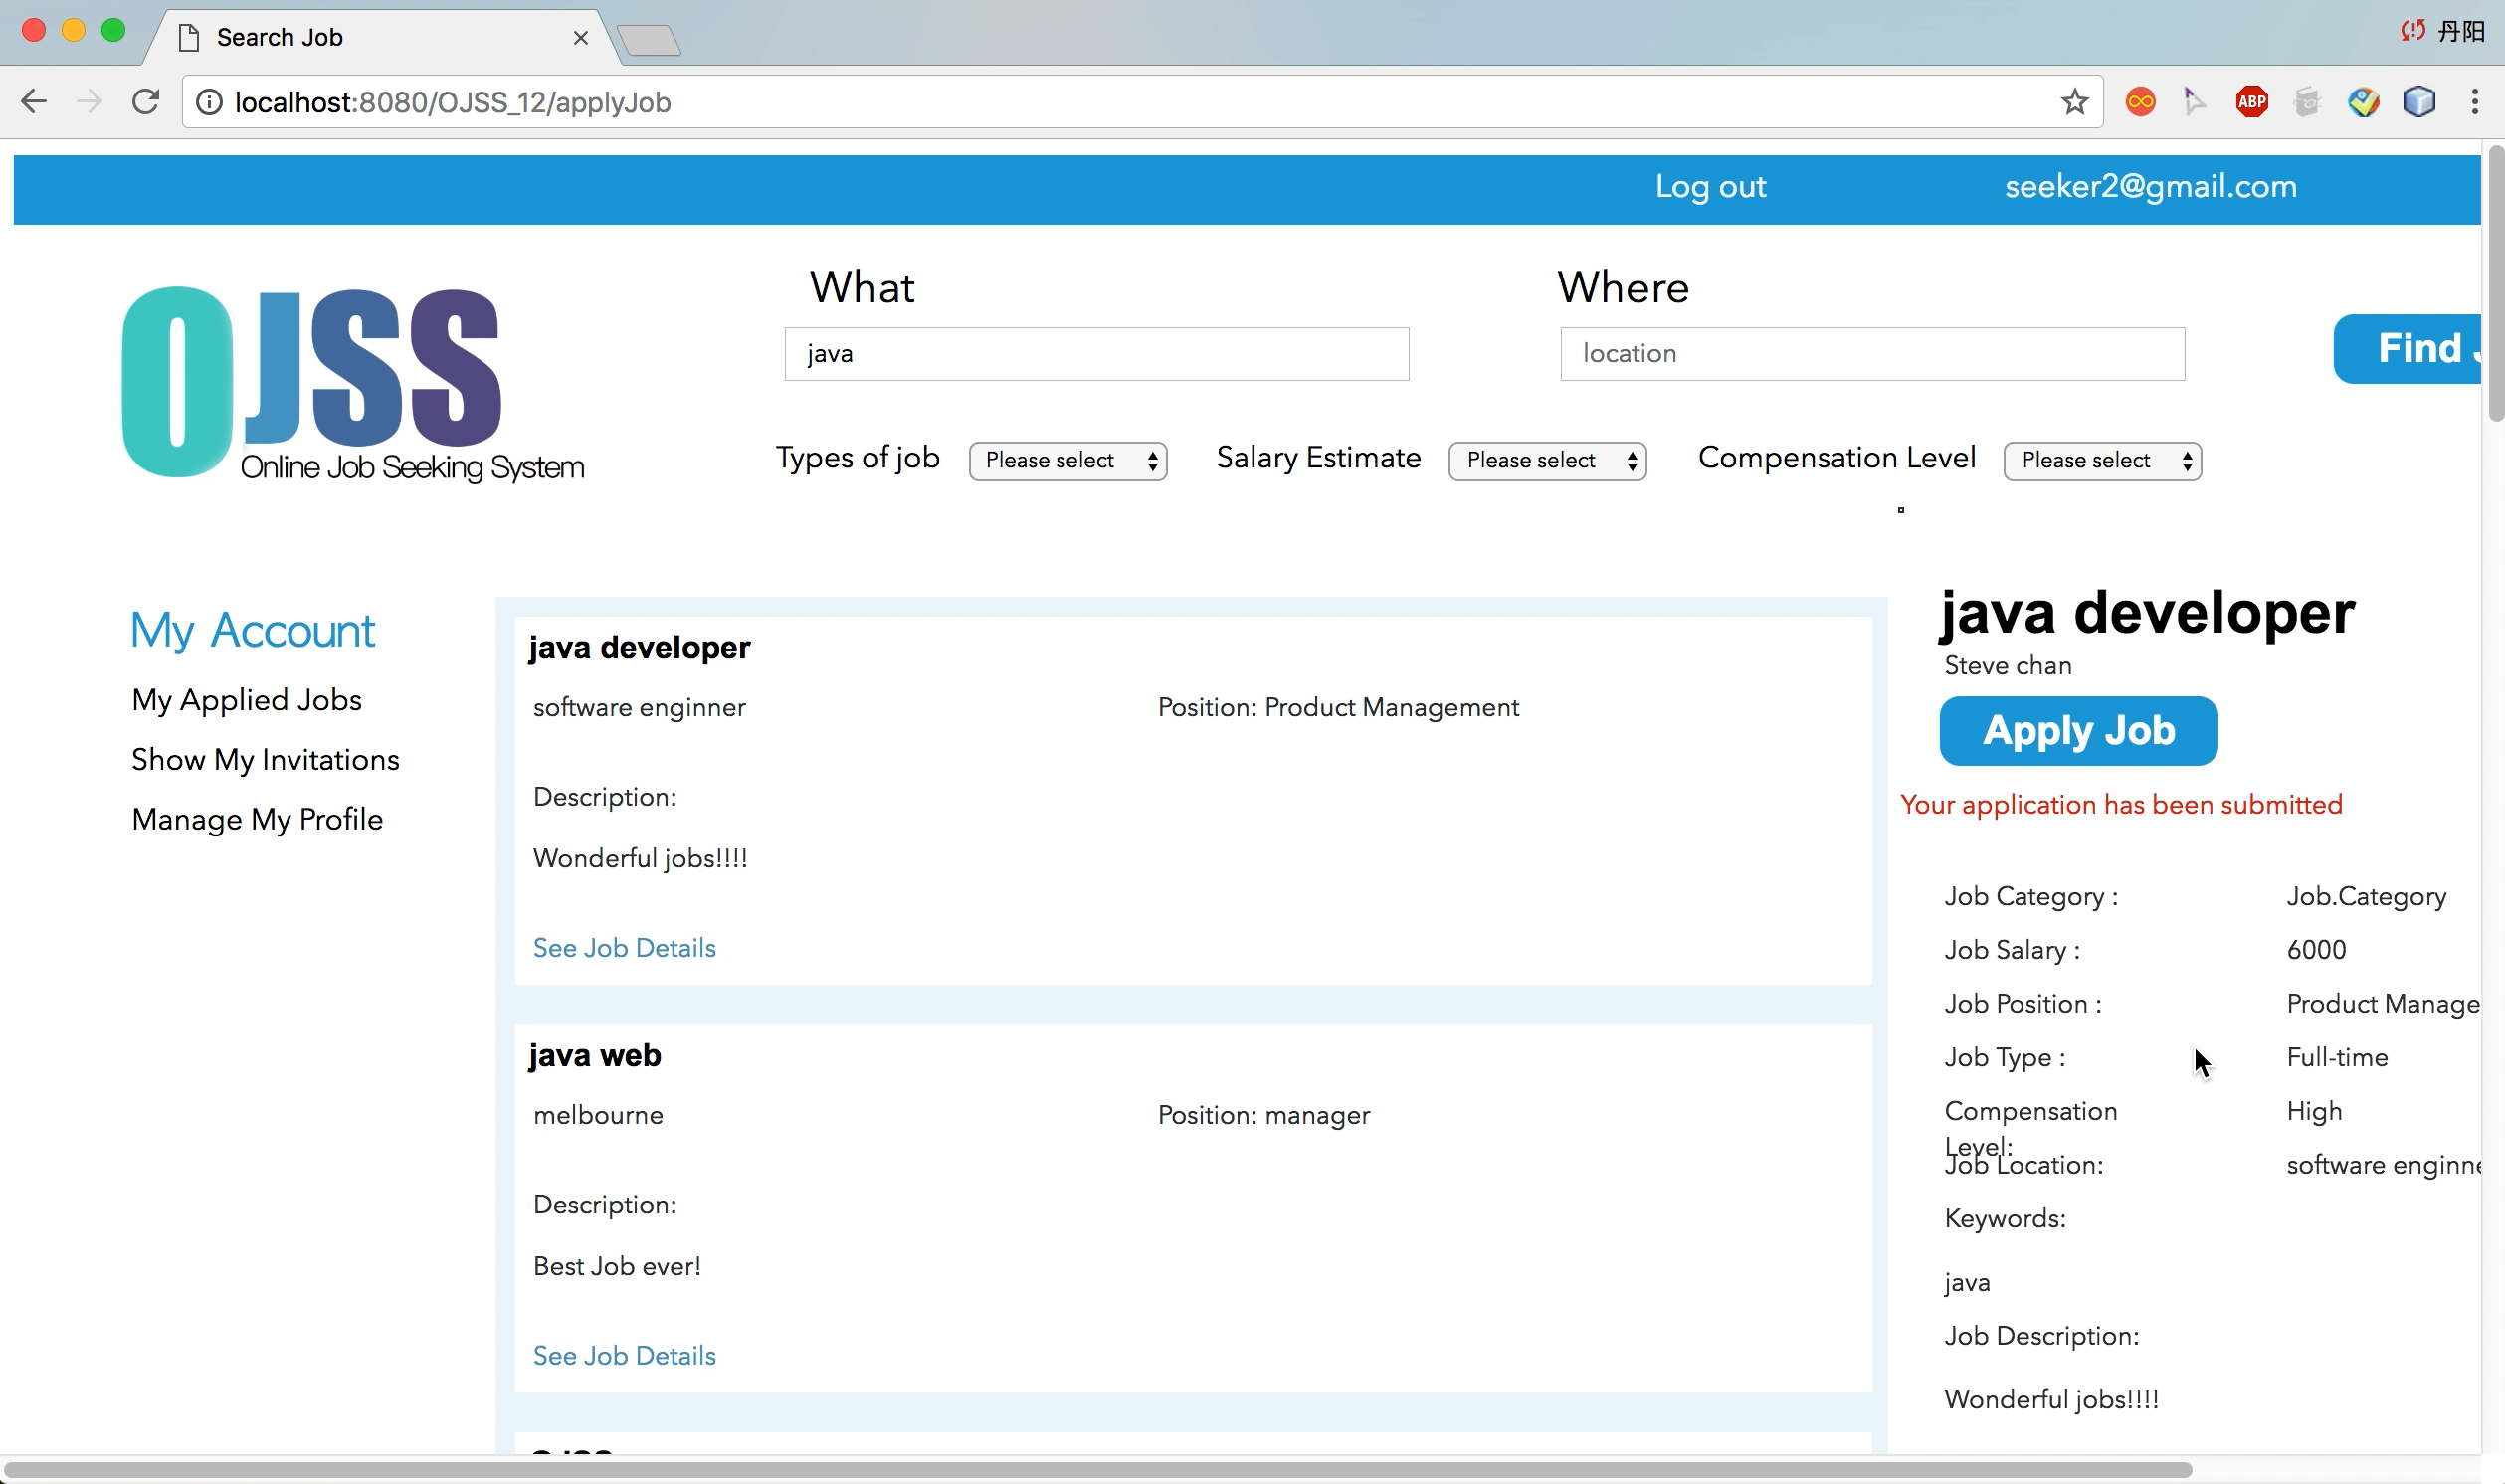 Search Job
丹阳
localhost:8080/OJSS_12/applyJob
ABP
Log out seeker2@gmail.com
OJSS
Online Job Seeking System
What Where
java location Find
Types of job Please select Salary Estimate Please select Compensation Level Please select
My Account
My Applied Jobs
Show My Invitations
Manage My Profile
java developer
software enginner Position: Product Management
Description:
Wonderful jobs!!!!
See Job Details
java web
melbourne Position: manager
Description:
Best Job ever!
See Job Details
java developer
Steve chan
Apply Job
Your application has been submitted
Job Category : Job.Category
Job Salary : 6000
Job Position : Product Manage
Job Type : Full-time
Compensation High
Level:
Job Location: software enginne
Keywords:
java
Job Description:
Wonderful jobs!!!!